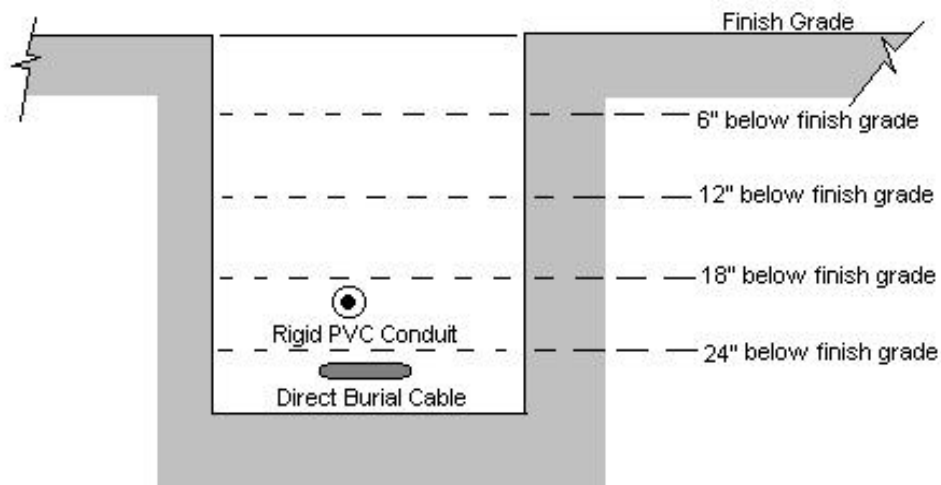 Finish Grade
6" below finish grade
12" below finish grade
18" below finish grade
Rigid PVC Conduit
24" below finish grade
Direct Burial Cable